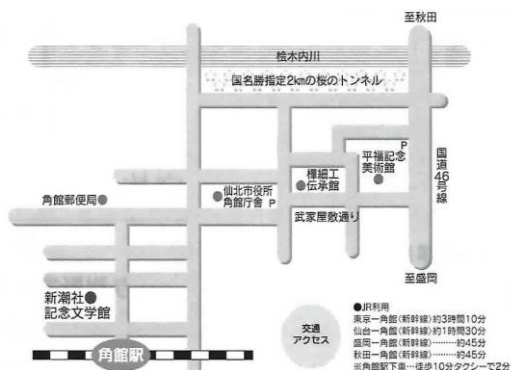 至秋田
桧木内川
国名勝指定2kmの桜のトンネル
P
平福記念
美術館
国道46号線
樺細工
伝承館
仙北市役所
角館庁舎 P
角館郵便局
武家屋敷通り
至盛岡
新潮社
記念文学館
角館駅
交通
アクセス
●JR利用
東京ー角館〈新幹線〉約3時間10分
仙台ー角館〈新幹線〉約1時間30分
盛岡ー角館〈新幹線〉………約45分
秋田ー角館〈新幹線〉………約45分
※角館駅下車…徒歩10分タクシーで2分